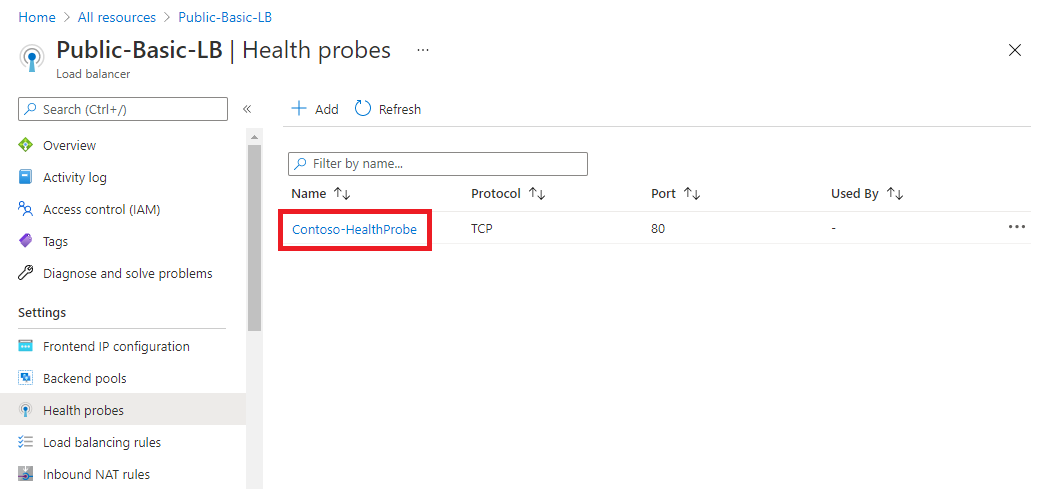 Home > All resources > Public-Basic-LB
Public-Basic-LB | Health probes ...
Load balancer
Search (Ctrl+/)
«
Add
Refresh
Overview
Activity log
Access control (IAM)
Tags
Diagnose and solve problems
Settings
Frontend IP configuration
Backend pools
Health probes
Load balancing rules
Inbound NAT rules
Filter by name...
Name ↑↓ Protocol ↑↓ Port ↑↓ Used By ↑↓
Contoso-HealthProbe TCP 80 - ...